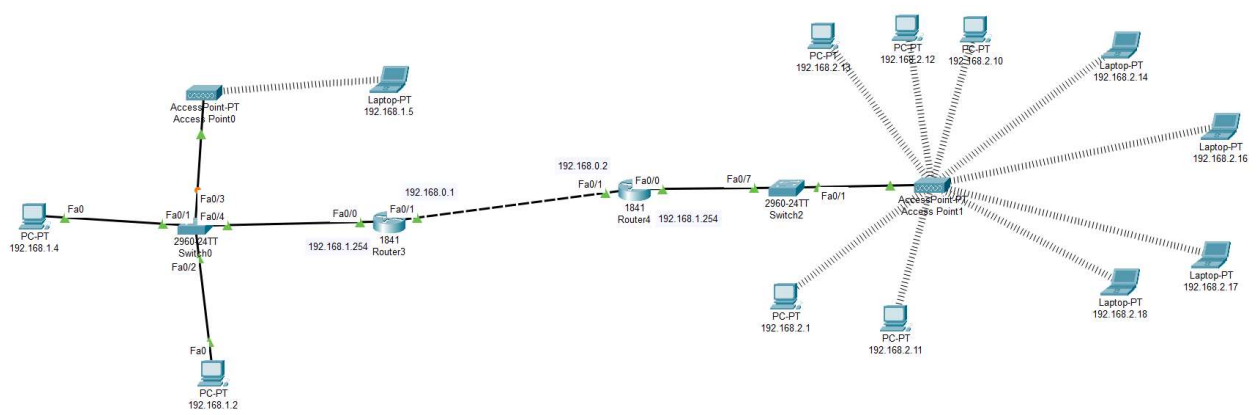 AccessPoint-PT
Access Point0
Laptop-PT
192.168.1.5
Fa0/3
Fa0
PC-PT
192.168.1.4
Fa0/1
Fa0/4
2960-24TT
Switch0
Fa0/2
Fa0
PC-PT
192.168.1.2
Fa0/0
192.168.1.254
192.168.0.1
Fa0/1
1841
Router3
192.168.0.2
Fa0/1
Fa0/0
1841
Router4
192.168.1.254
Fa0/7
2960-24TT
Switch2
Fa0/1
AccessPoint-PT
Access Point1
PC-PT
192.168.2.13
PC-PT
192.168.2.12
PC-PT
192.168.2.10
Laptop-PT
192.168.2.14
Laptop-PT
192.168.2.16
Laptop-PT
192.168.2.17
Laptop-PT
192.168.2.18
PC-PT
192.168.2.1
PC-PT
192.168.2.11